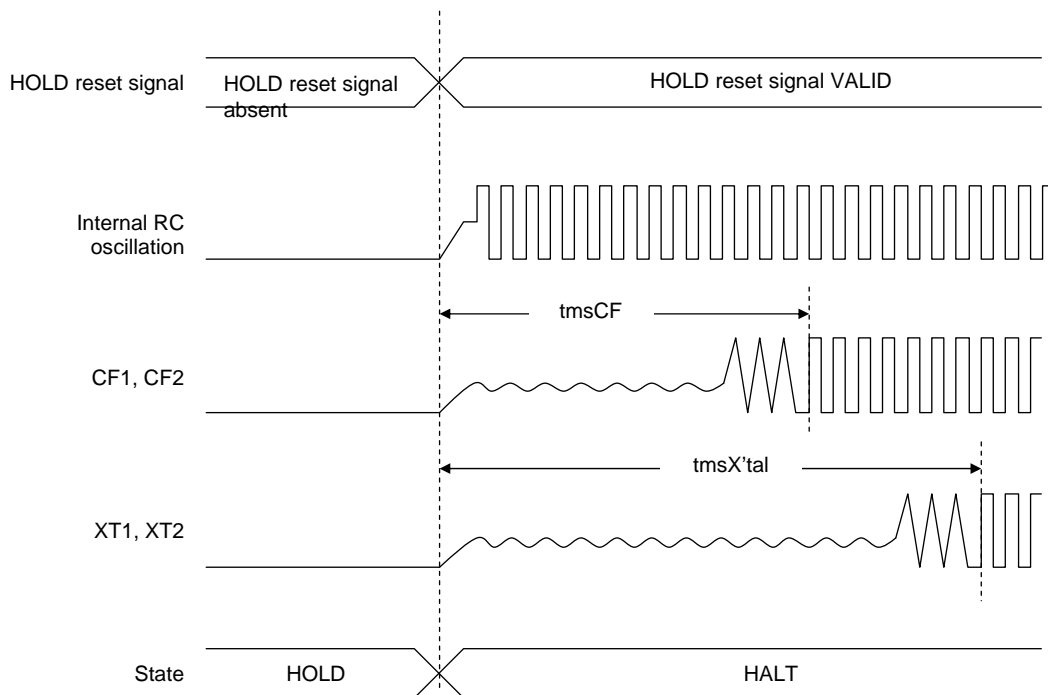 HOLD reset signal
HOLD reset signal
absent
HOLD reset signal VALID
Internal RC
oscillation
tmsCF
CF1, CF2
tmsX’tal
XT1, XT2
State
HOLD
HALT